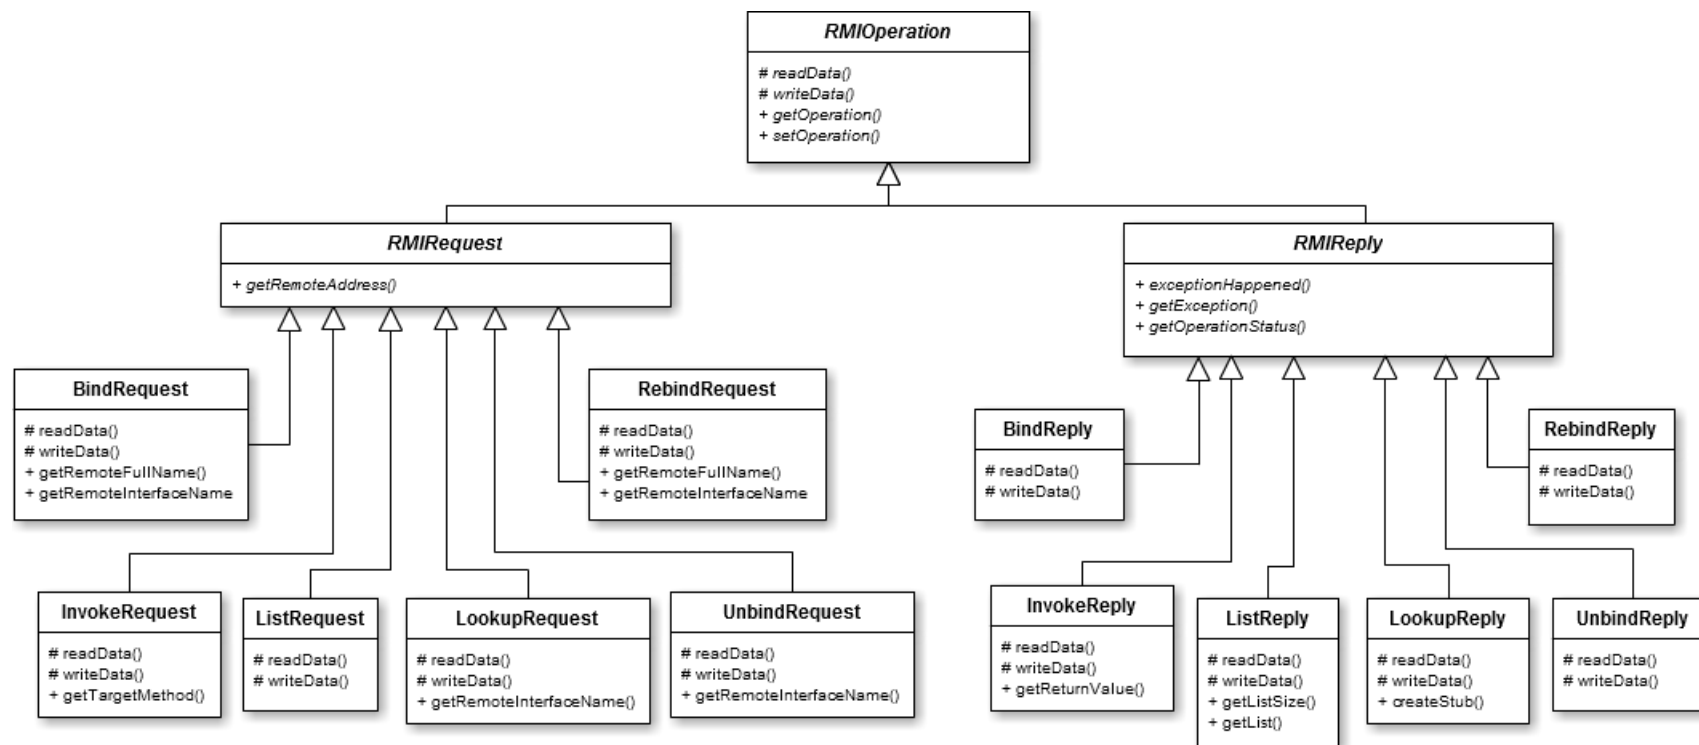 RMIOperation
# readData()
# writeData()
+ getOperation()
+ setOperation()
RMIRequest
+ getRemoteAddress()
RMIReply
+ exceptionHappened()
+ getException()
+ getOperationStatus()
BindRequest
# readData()
# writeData()
+ getRemoteFullName()
+ getRemoteInterfaceName
RebindRequest
# readData()
# writeData()
+ getRemoteFullName()
+ getRemoteInterfaceName
BindReply
# readData()
# writeData()
RebindReply
# readData()
# writeData()
InvokeRequest
# readData()
# writeData()
+ getTargetMethod()
ListRequest
# readData()
# writeData()
LookupRequest
# readData()
# writeData()
+ getRemoteInterfaceName()
UnbindRequest
# readData()
# writeData()
+ getRemoteInterfaceName()
InvokeReply
# readData()
# writeData()
+ getReturnValue()
ListReply
# readData()
# writeData()
+ getListSize()
+ getList()
LookupReply
# readData()
# writeData()
+ createStub()
UnbindReply
# readData()
# writeData()